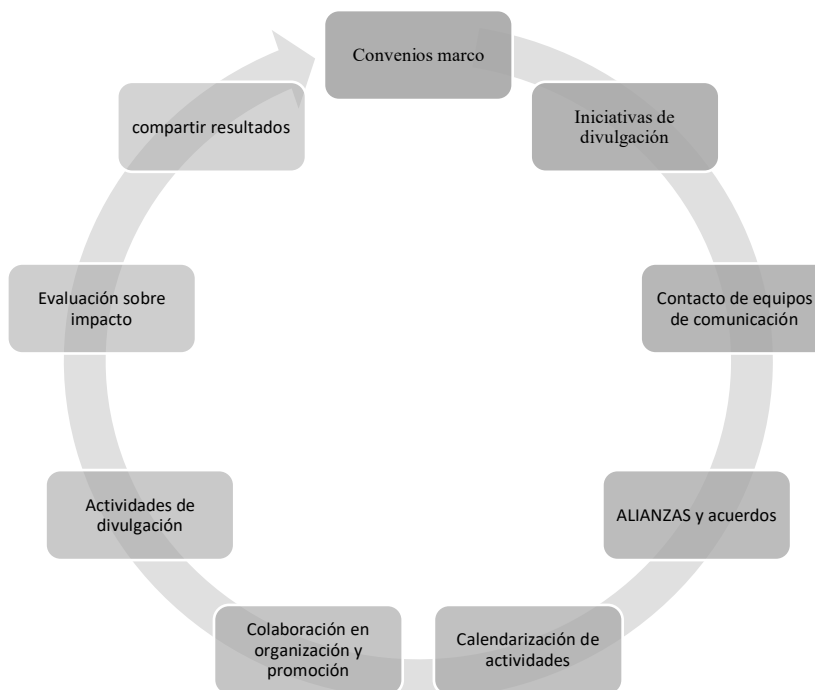 Convenios marco
Iniciativas de
divulgación
Contacto de equipos
de comunicación
ALIANZAS y acuerdos
Calendarización de
actividades
Colaboración en
organización y
promoción
Actividades de
divulgación
Evaluación sobre
impacto
compartir resultados